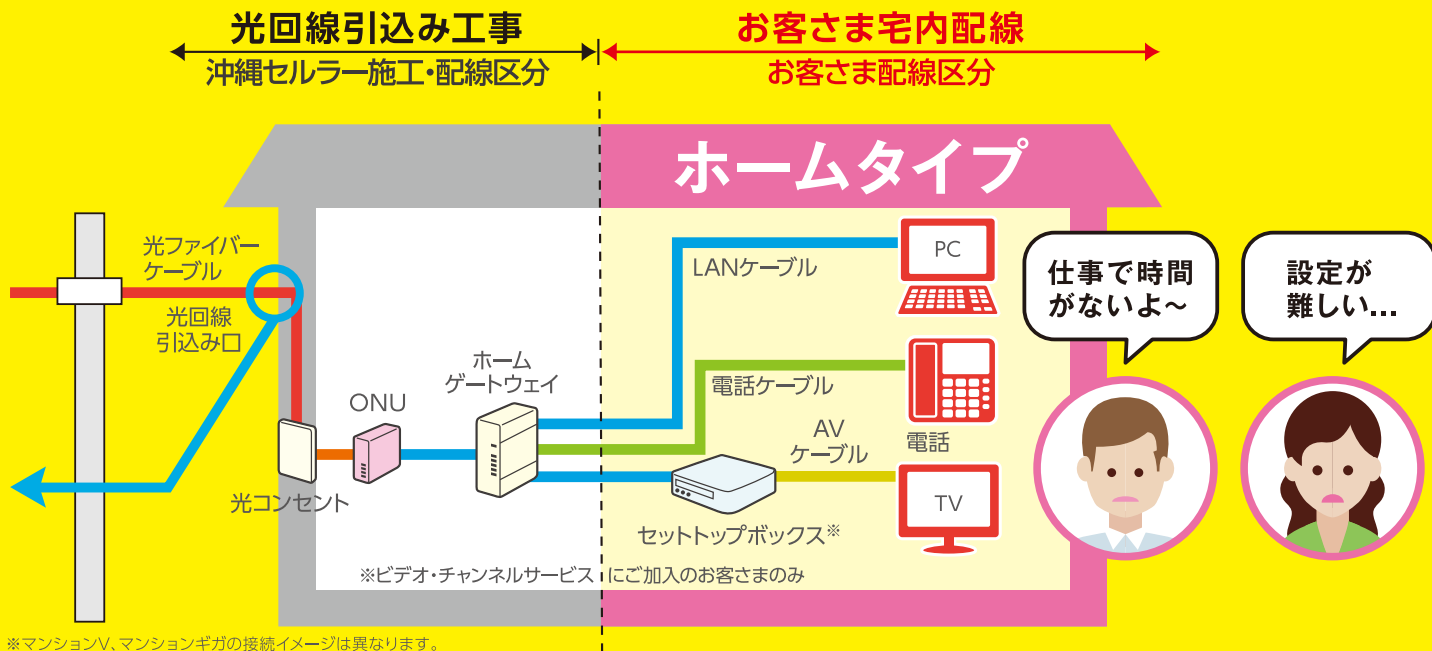 光回線引込み工事
沖縄セルラー施工・配線区分
お客さま宅内配線
お客さま配線区分
ホームタイプ
光ファイバー
ケーブル
光回線
引込み口
光コンセント
ONU
ホーム
ゲートウェイ
LANケーブル
PC
電話ケーブル
電話
AV
ケーブル
TV
セットトップボックス※
※ビデオ・チャンネルサービスにご加入のお客さまのみ
仕事で時間
がないよ〜
設定が
難しい…
※マンションV、マンションギガの接続イメージは異なります。